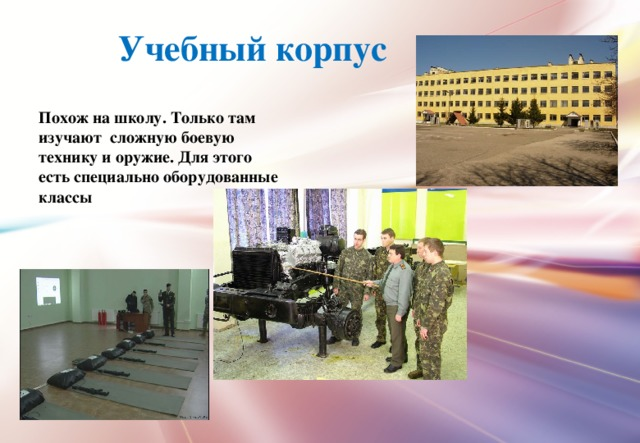 Учебный корпус
Похож на школу. Только там
изучают сложную боевую
технику и оружие. Для этого
есть специально оборудованные
классы